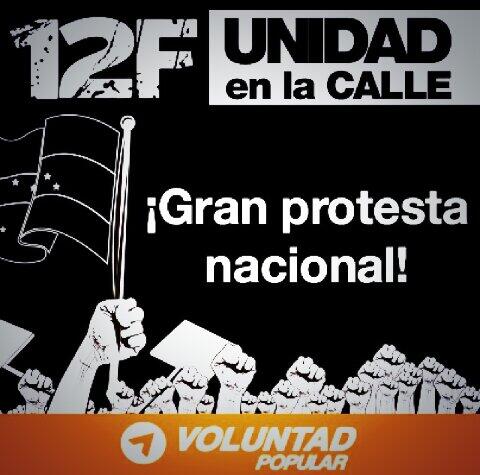 12F
UNIDAD
en la CALLE
¡Gran protesta
nacional!
VOLUNTAD
POPULAR